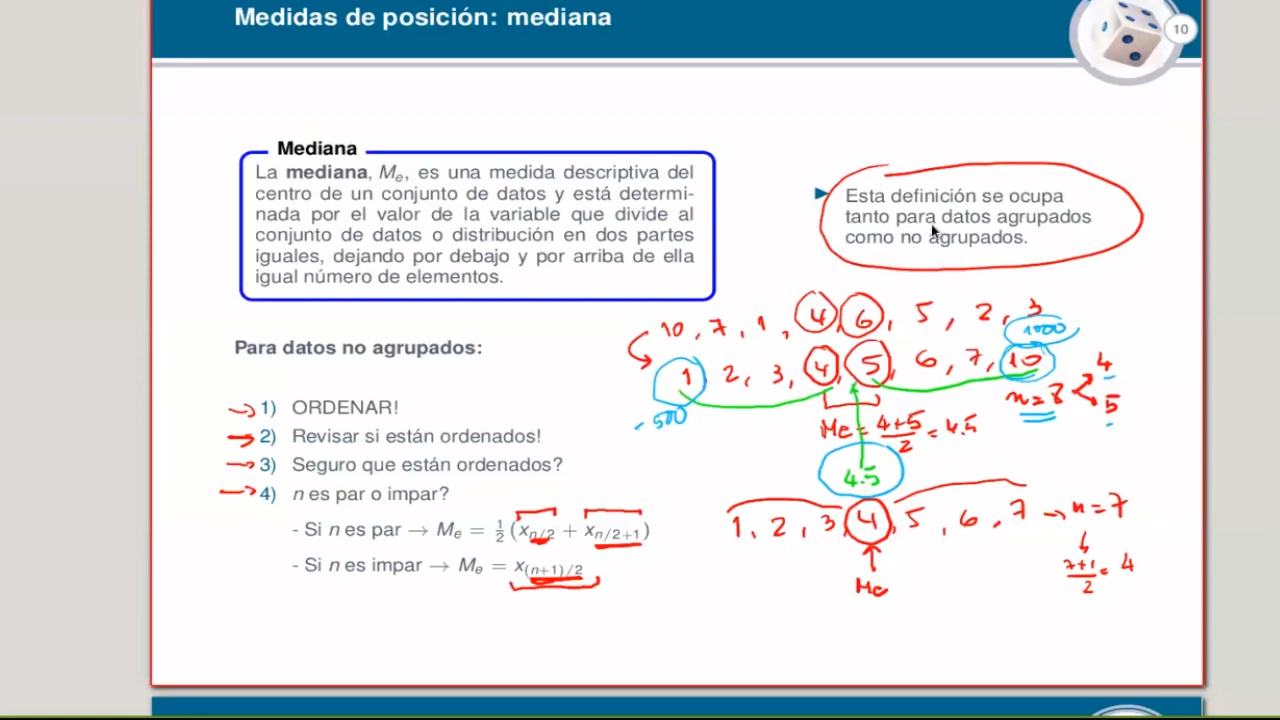 Medidas de posición: mediana
10
Mediana
La mediana, Me, es una medida descriptiva del
centro de un conjunto de datos y está determi-
nada por el valor de la variable que divide al
conjunto de datos o distribución en dos partes
iguales, dejando por debajo y por arriba de ella
igual número de elementos.
Esta definición se ocupa
tanto para datos agrupados
como no agrupados.
Para datos no agrupados:
1) ORDENAR!
2) Revisar si están ordenados!
3) Seguro que están ordenados?
4) n es par o impar?
- Si n es par → Me = 1/2 (x_{n/2} + x_{n/2+1})
- Si n es impar → Me = x_{(n+1)/2}
10, 7, 1, 4, 6, 5, 2, 3
1000
1 2, 3, 4, 5, 6, 7, 10
-500
n=8 < 4 5
Me = 4+5/2 = 4.5
4.5
1, 2, 3, 4, 5, 6, 7 → n=7
7+1/2 = 4
Me